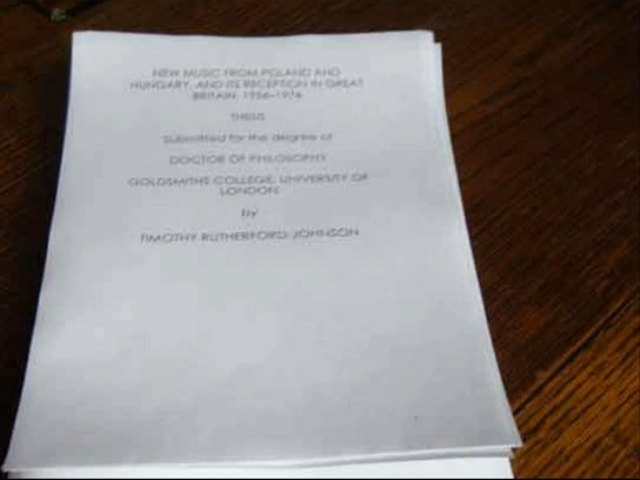 NEW MUSIC FROM POLAND AND
HUNGARY, AND ITS RECEPTION IN GREAT
BRITAIN, 1956–1976
THESIS
Submitted for the degree of
DOCTOR OF PHILOSOPHY
GOLDSMITHS COLLEGE, UNIVERSITY OF
LONDON
by
TIMOTHY RUTHERFORD-JOHNSON